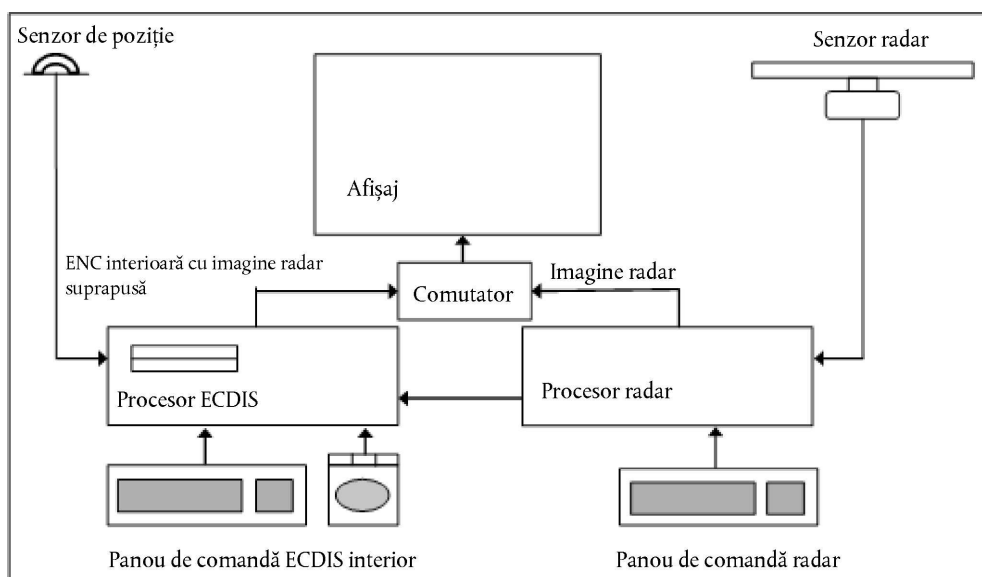 Senzor de poziție
Senzor radar
Afișaj
ENC interioară cu imagine radar
suprapusă
Imagine radar
Comutator
Procesor ECDIS
Procesor radar
Panou de comandă ECDIS interior
Panou de comandă radar